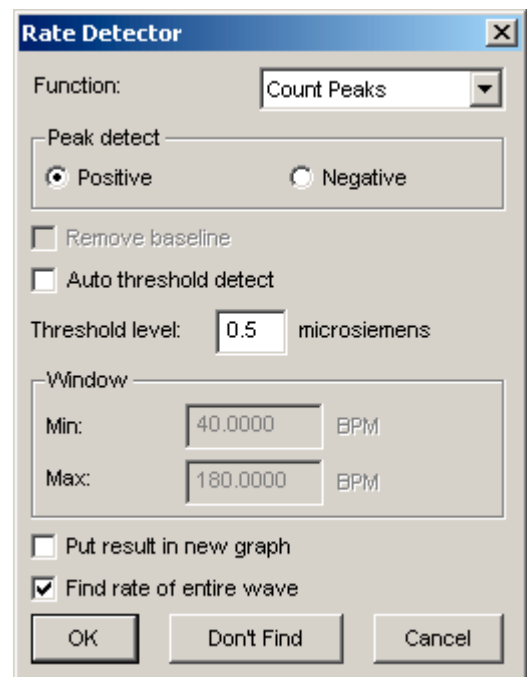 Rate Detector
Function: Count Peaks
Peak detect
Positive Negative
Remove baseline
Auto threshold detect
Threshold level: 0.5 microsiemens
Window
Min: 40.0000 BPM
Max: 180.0000 BPM
Put result in new graph
Find rate of entire wave
OK Don't Find Cancel